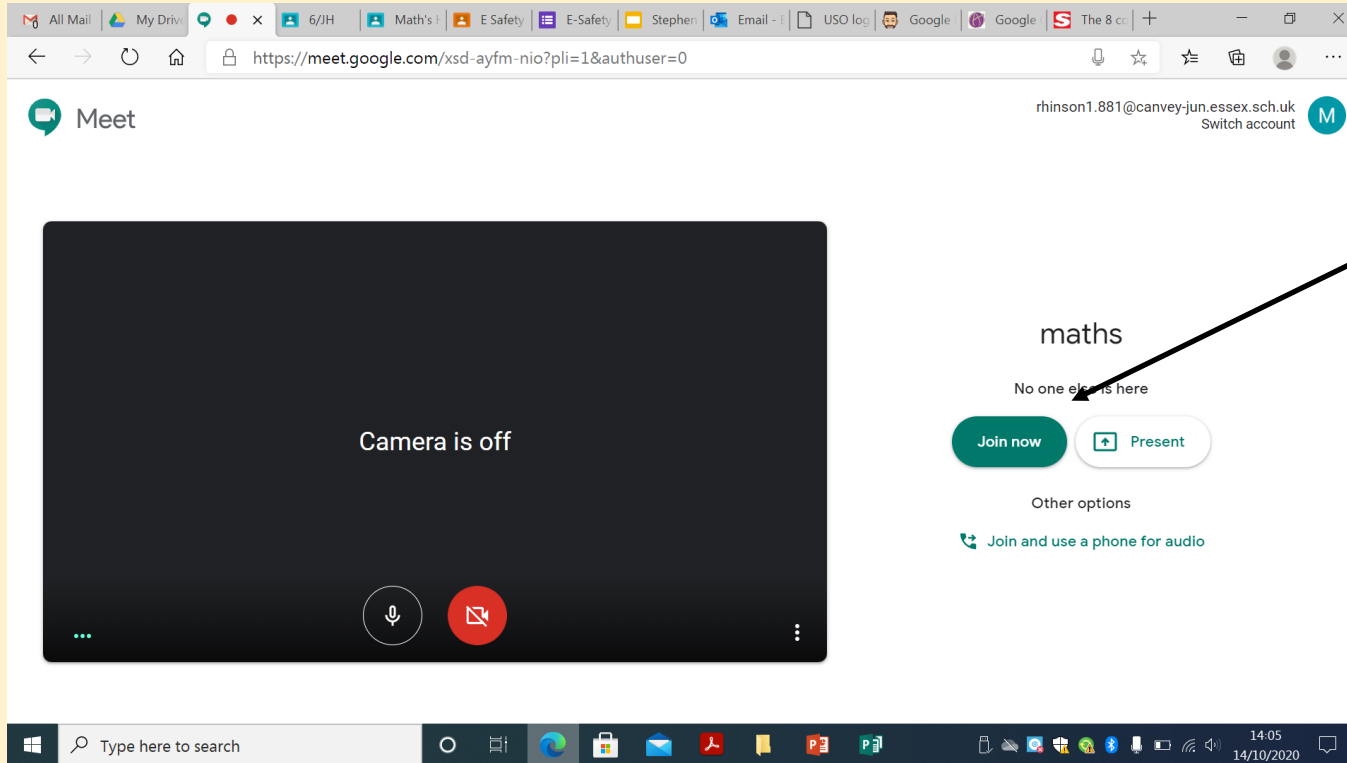 All Mail My Driv 6/JH Math's E Safety E-Safety Stephen Email - USO log Google Google The 8 co
https://meet.google.com/xsd-ayfm-nio?pli=1&authuser=0
Meet
rhinson1.881@canvey-jun.essex.sch.uk
Switch account
M
Camera is off
maths
No one else is here
Join now
Present
Other options
Join and use a phone for audio
Type here to search
14:05
14/10/2020